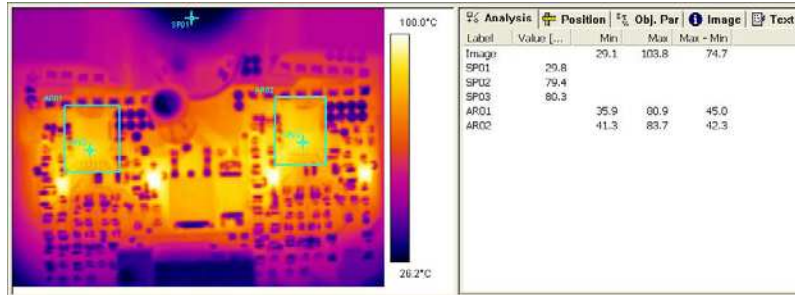 SP01
AR01
AR02
100.0°C
26.2°C
Analysis Position Obj. Par Image Text
Label Value [... Min Max Max - Min
Image 29.1 103.8 74.7
SP01 29.8
SP02 79.4
SP03 80.3
AR01 35.9 80.9 45.0
AR02 41.3 83.7 42.3